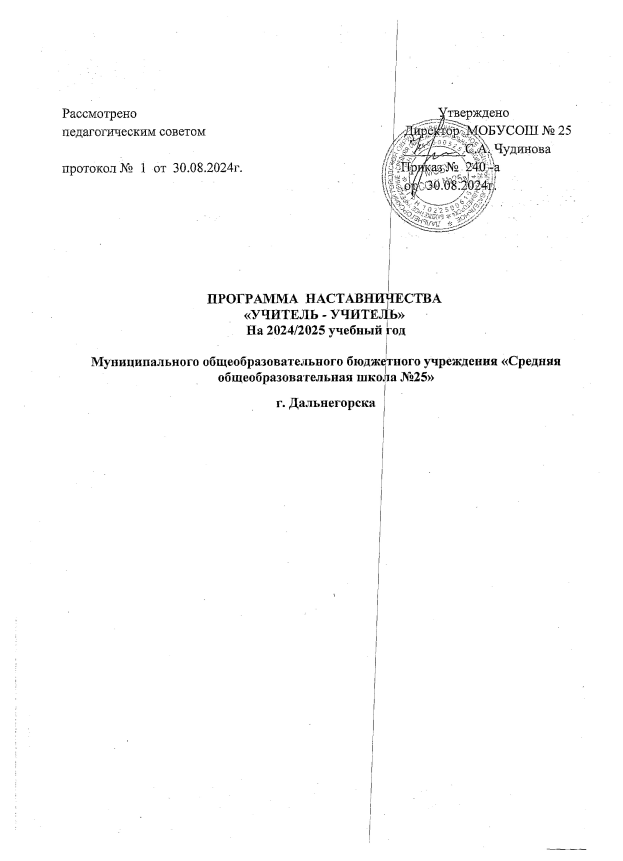 Рассмотрено
Утверждено
педагогическим советом
Директор МОБУСОШ № 25
С.А. Чудинова
протокол № 1 от 30.08.2024г.
Приказ № 240 -а
ор 30.08.2024г.
ПРОГРАММА НАСТАВНИЧЕСТВА
«УЧИТЕЛЬ - УЧИТЕЛЬ»
На 2024/2025 учебный год
Муниципального общеобразовательного бюджетного учреждения «Средняя
общеобразовательная школа №25»
г. Дальнегорска